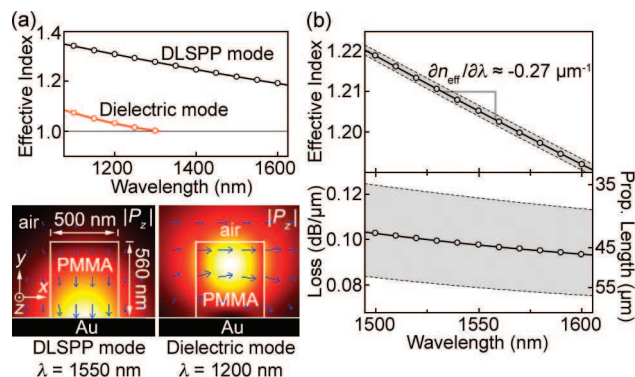 (a)
Effective Index
1.4
1.2
1.0
DLSPP mode
Dielectric mode
1200 1400 1600
Wavelength (nm)
air
500 nm
|P_z|
PMMA
560 nm
y
x
z
Au
DLSPP mode
λ = 1550 nm
|P_z|
air
PMMA
Au
Dielectric mode
λ = 1200 nm
(b)
Effective Index
1.22
1.21
1.20
∂n_eff/∂λ ≈ -0.27 μm⁻¹
Loss (dB/μm)
0.12
0.10
0.08
35
45
55
Prop. Length (μm)
1500 1550 1600
Wavelength (nm)